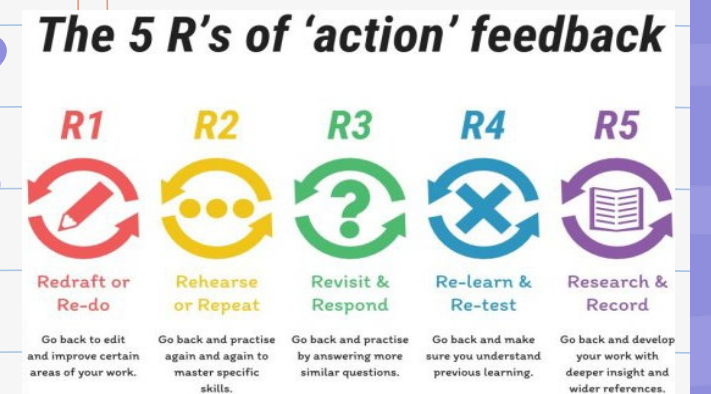 The 5 R's of ‘action’ feedback
R1
Redraft or
Re-do
Go back to edit
and improve certain
areas of your work.
R2
Rehearse
or Repeat
Go back and practise
again and again to
master specific
skills.
R3
Revisit &
Respond
Go back and practise
by answering more
similar questions.
R4
Re-learn &
Re-test
Go back and make
sure you understand
previous learning.
R5
Research &
Record
Go back and develop
your work with
deeper insight and
wider references.